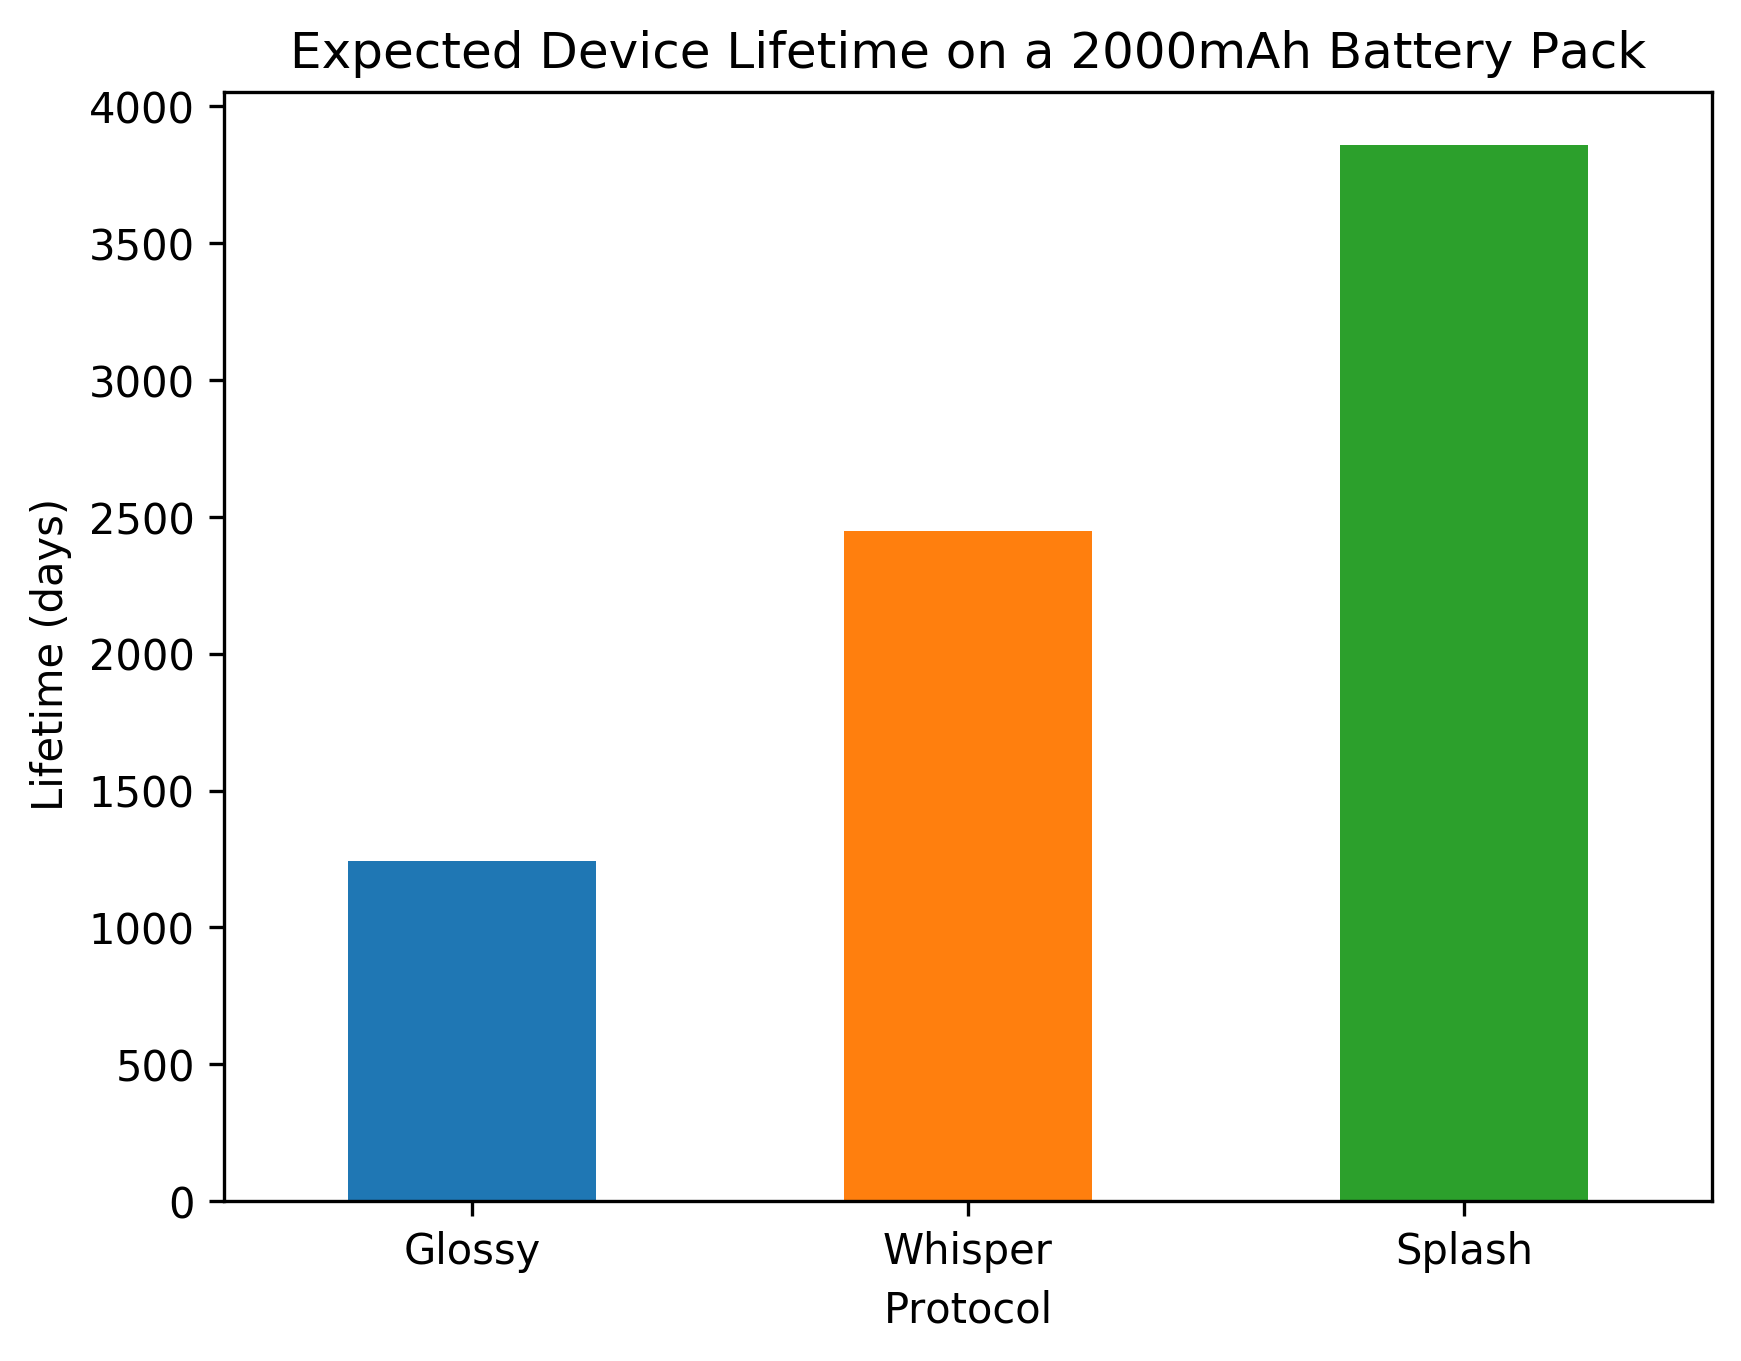 Expected Device Lifetime on a 2000mAh Battery Pack
4000
3500
3000
2500
2000
1500
1000
500
0
Lifetime (days)
Glossy Whisper Splash
Protocol